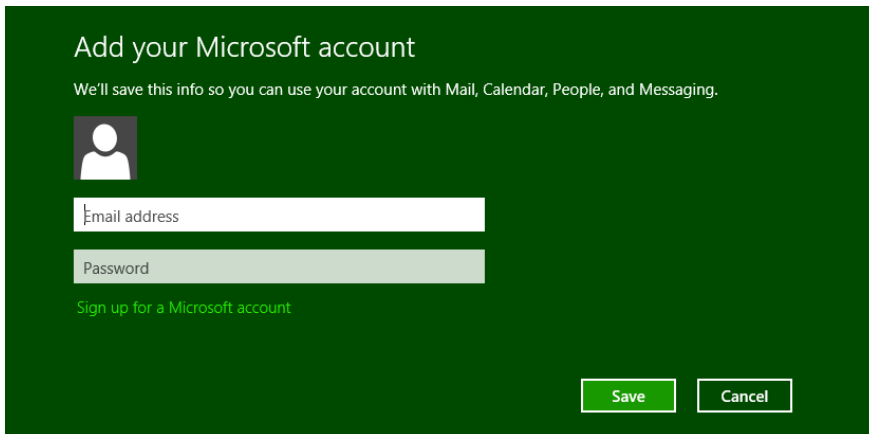 Add your Microsoft account
We'll save this info so you can use your account with Mail, Calendar, People, and Messaging.
Email address
Password
Sign up for a Microsoft account
Save
Cancel